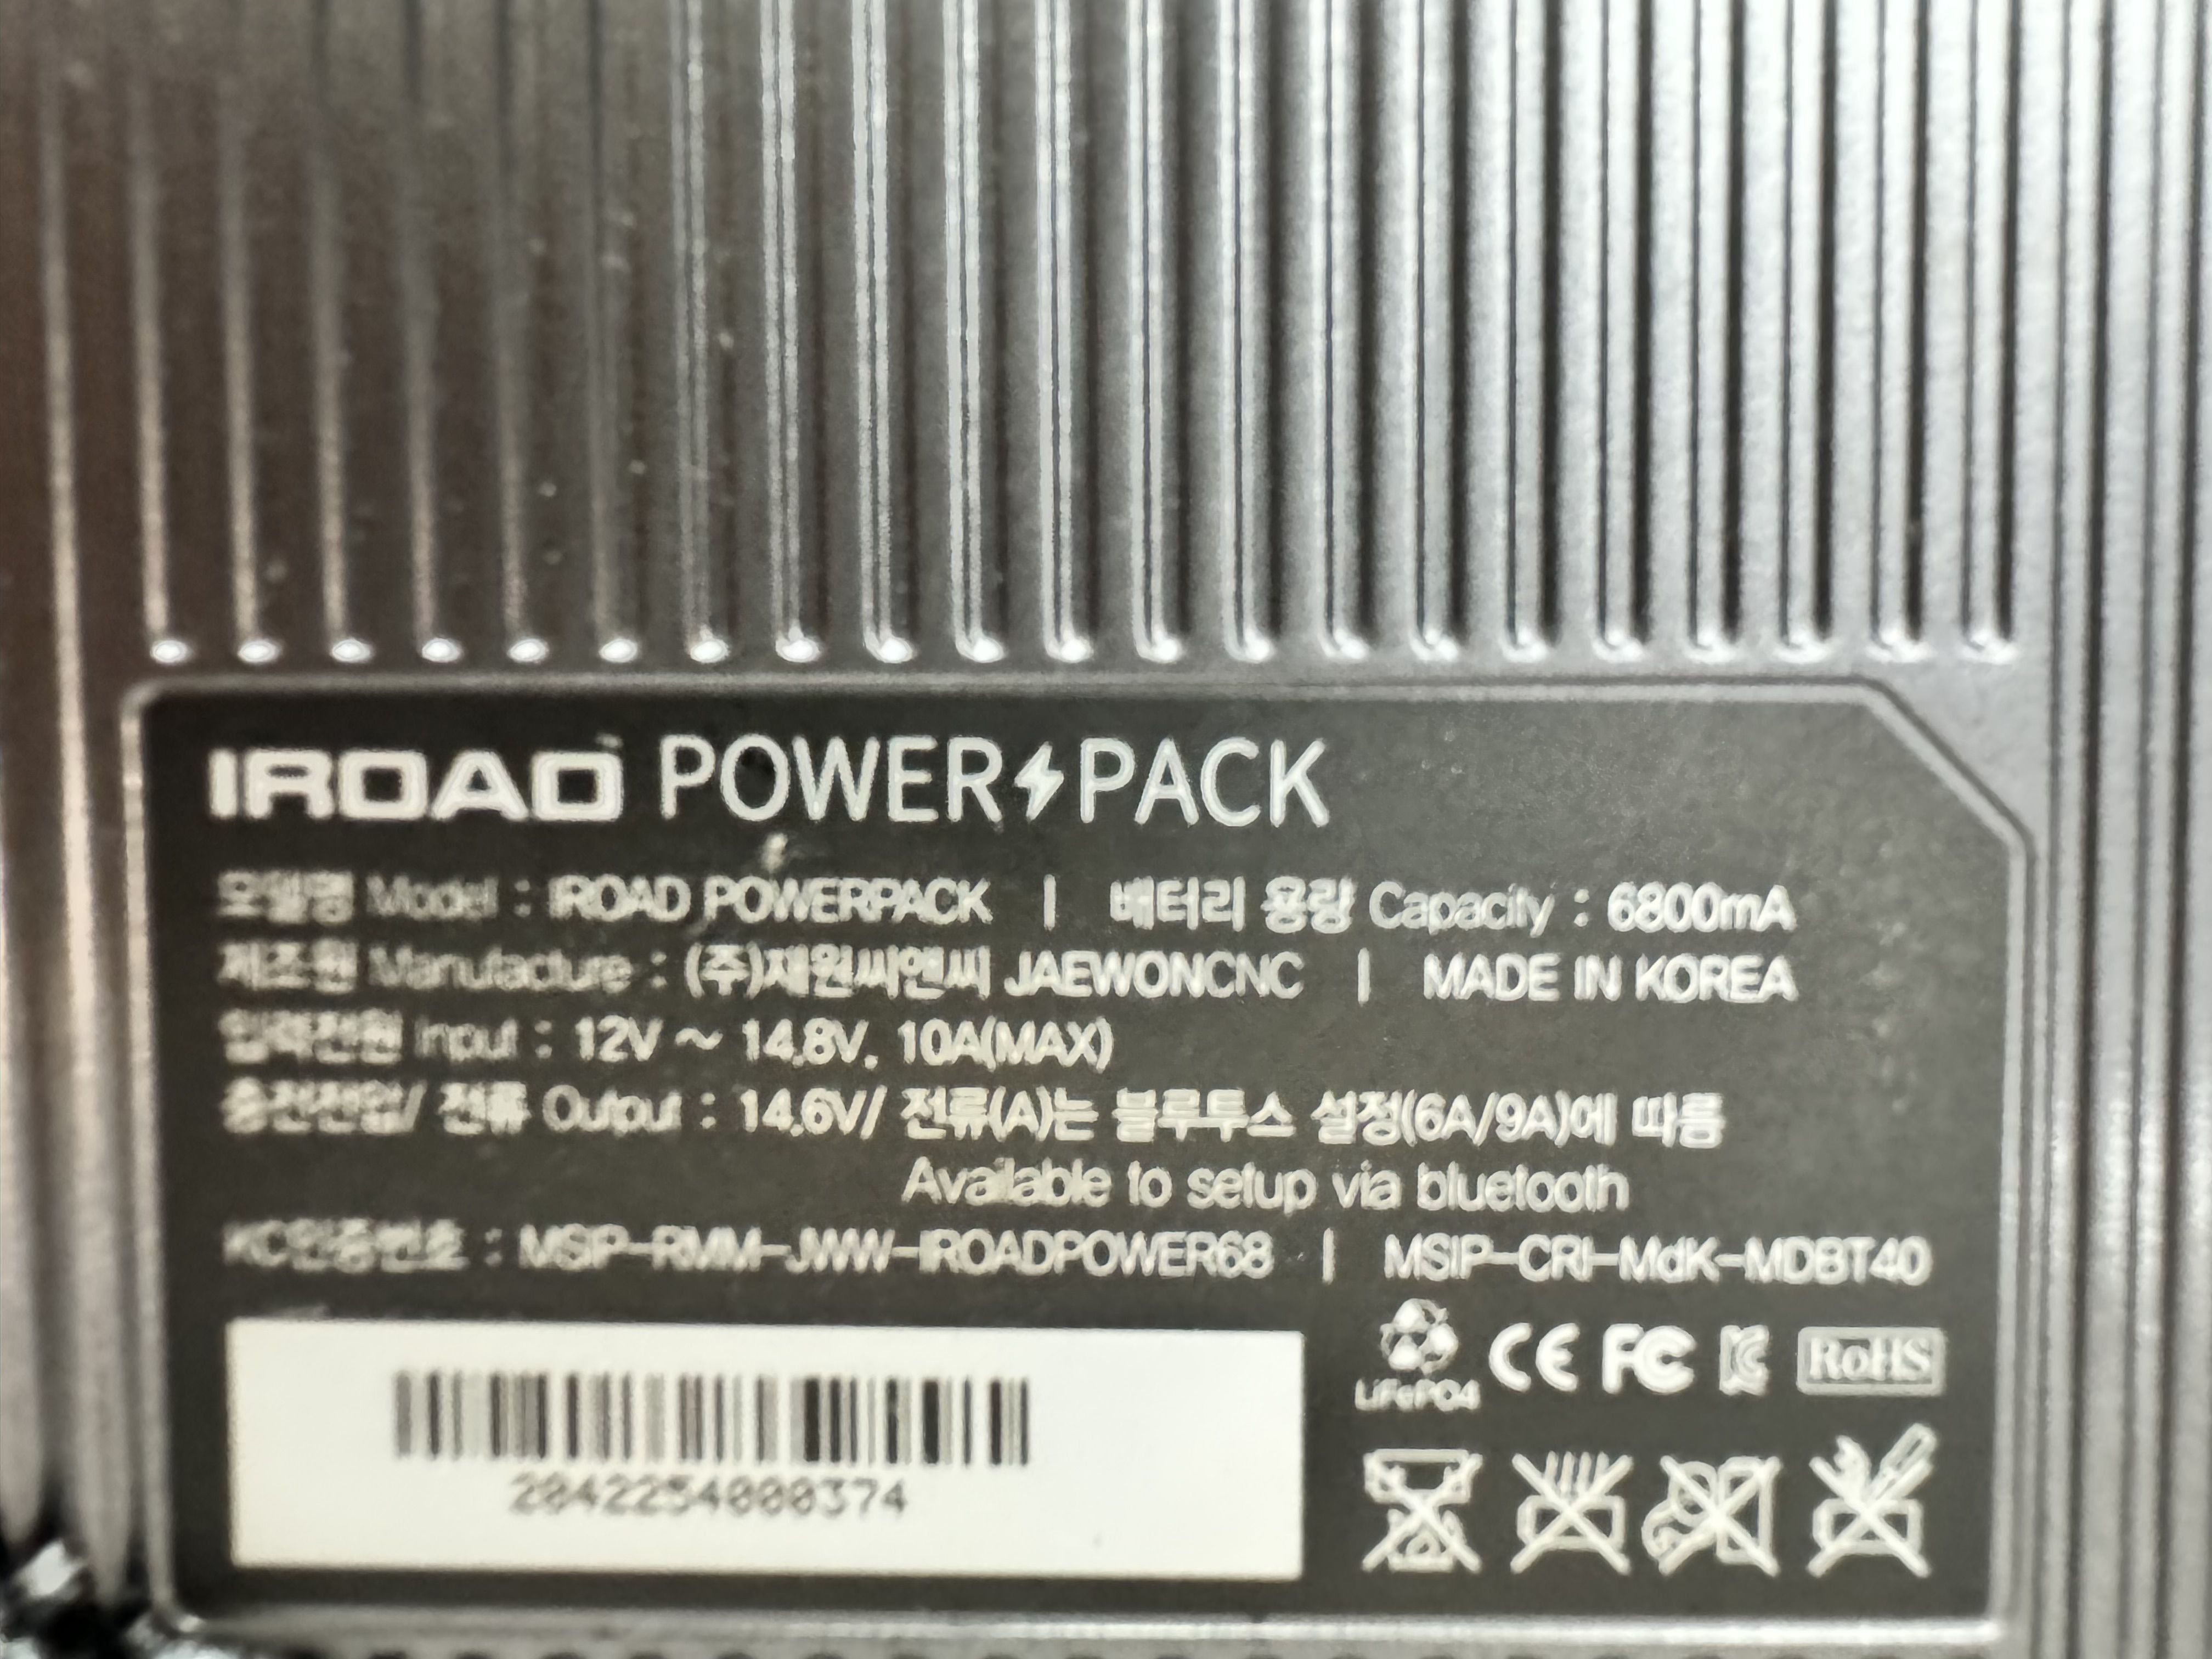 IROAD™ POWER PACK
모델명 Model : IROAD POWERPACK | 배터리 용량 Capacity : 6800mA
제조원 Manufacture : (주)재원씨앤씨 JAEWONCNC | MADE IN KOREA
입력전원 Input : 12V ~ 14.8V, 10A(MAX)
충전전압/ 전류 Output : 14.6V/ 전류(A)는 블루투스 설정(6A/9A)에 따름
Available to setup via bluetooth
KC인증번호 : MSIP-RMM-JWW-IROADPOWER68 | MSIP-CRI-MdK-MDBT40
LiFePO4 CE FC KC RoHS
2042254000374